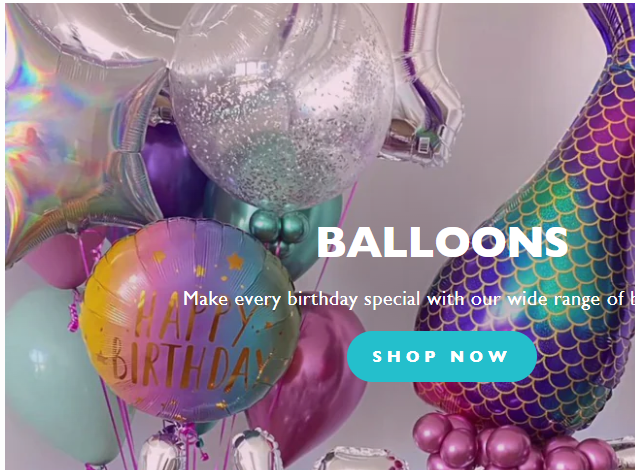 BALLOONS
Make every birthday special with our wide range of
SHOP NOW
HAPPY
BIRTHDAY